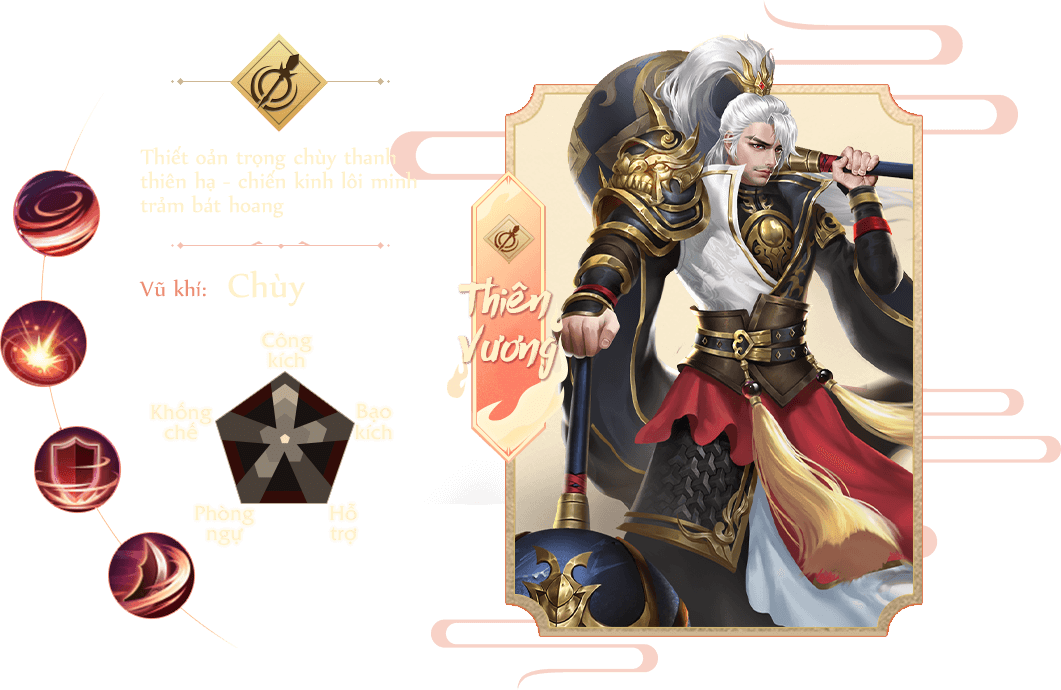 Thiết oản trọng chùy thanh
thiên hạ - chiến kinh lôi minh
trảm bát hoang
Vũ khí: Chùy
Công
kích
Khống
chế
Bạo
kích
Phòng
ngự
Hỗ
trợ
Thiên
Vương